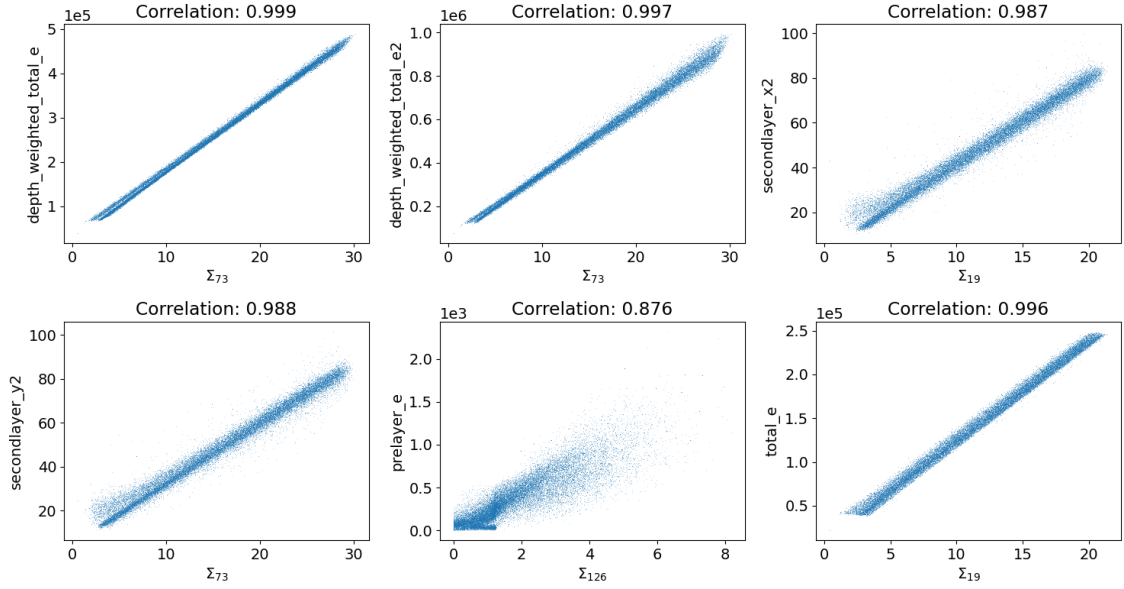 Correlation: 0.999
1e5
5
4
3
2
1
depth_weighted_total_e
0 10 20 30
Σ73
Correlation: 0.997
1e6
1.0
0.8
0.6
0.4
0.2
depth_weighted_total_e2
0 10 20 30
Σ73
Correlation: 0.987
100
80
60
40
20
secondlayer_x2
0 5 10 15 20
Σ19
Correlation: 0.988
100
80
60
40
20
secondlayer_y2
0 10 20 30
Σ73
Correlation: 0.876
1e3
2.0
1.5
1.0
0.5
0.0
prelayer_e
0 2 4 6 8
Σ126
Correlation: 0.996
1e5
2.5
2.0
1.5
1.0
0.5
total_e
0 5 10 15 20
Σ19